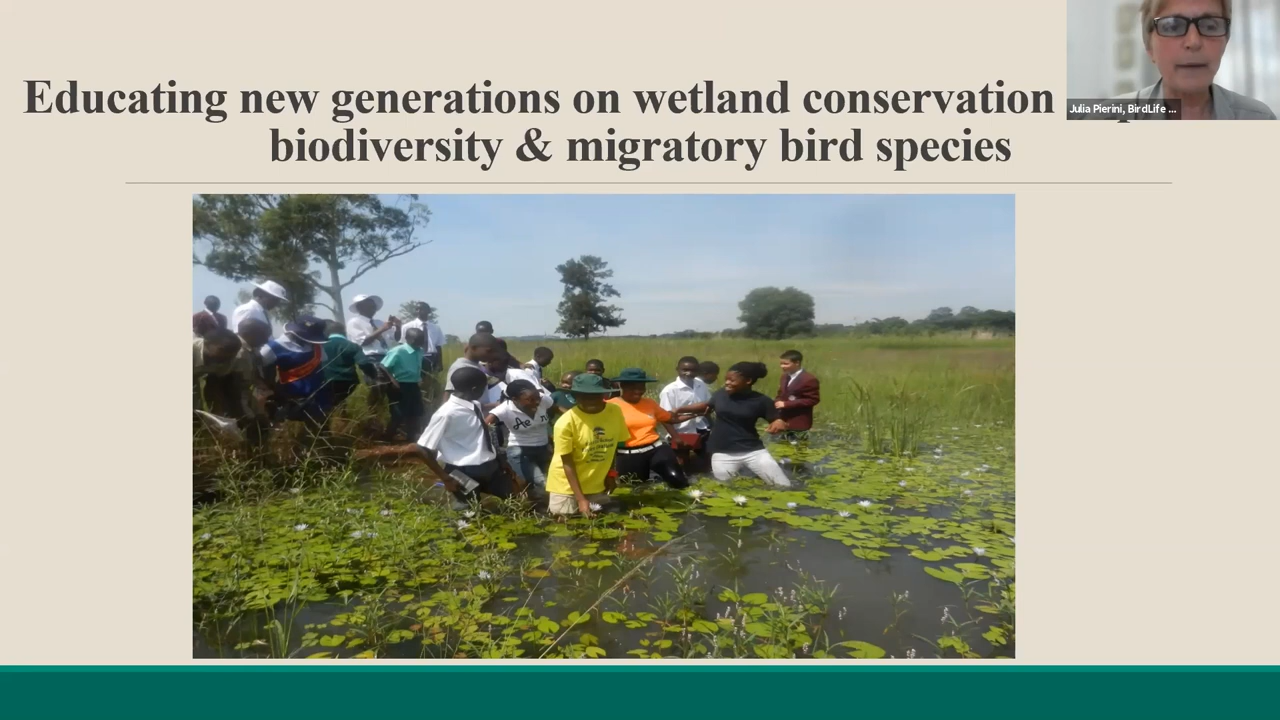 Educating new generations on wetland conservation
biodiversity & migratory bird species
Julia Pierini, BirdLife ...